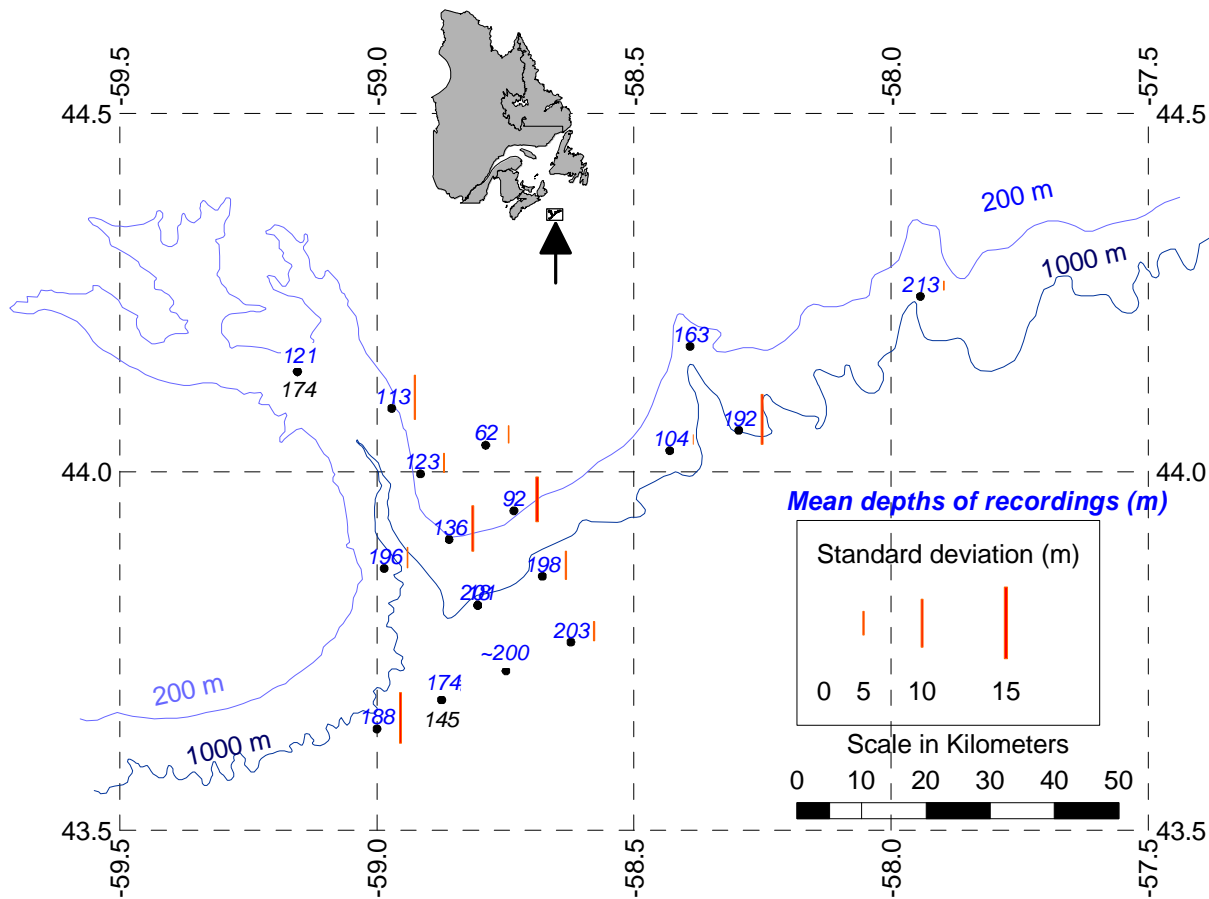 -59.5 -59.0 -58.5 -58.0 -57.5
44.5 44.5
200 m
1000 m
213
163
121
174
113
62
192
104
123
44.0 44.0
92
136
196
198
203
~200
174
145
188
200 m
1000 m
Mean depths of recordings (m)
Standard deviation (m)
0 5 10 15
Scale in Kilometers
0 10 20 30 40 50
43.5 43.5
-59.5 -59.0 -58.5 -58.0 -57.5